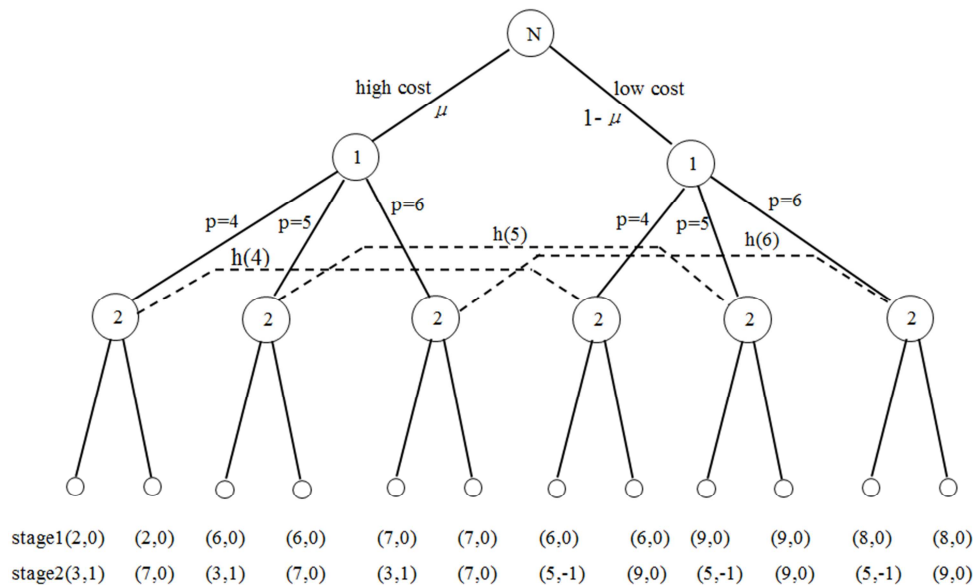 N
high cost
low cost
μ
1- μ
1
1
p=4
p=5
p=6
p=4
p=5
p=6
h(4)
h(5)
h(6)
2
2
2
2
2
2
stage1(2,0) (2,0) (6,0) (6,0) (7,0) (7,0) (6,0) (6,0) (9,0) (9,0) (8,0) (8,0)
stage2(3,1) (7,0) (3,1) (7,0) (3,1) (7,0) (5,-1) (9,0) (5,-1) (9,0) (5,-1) (9,0)